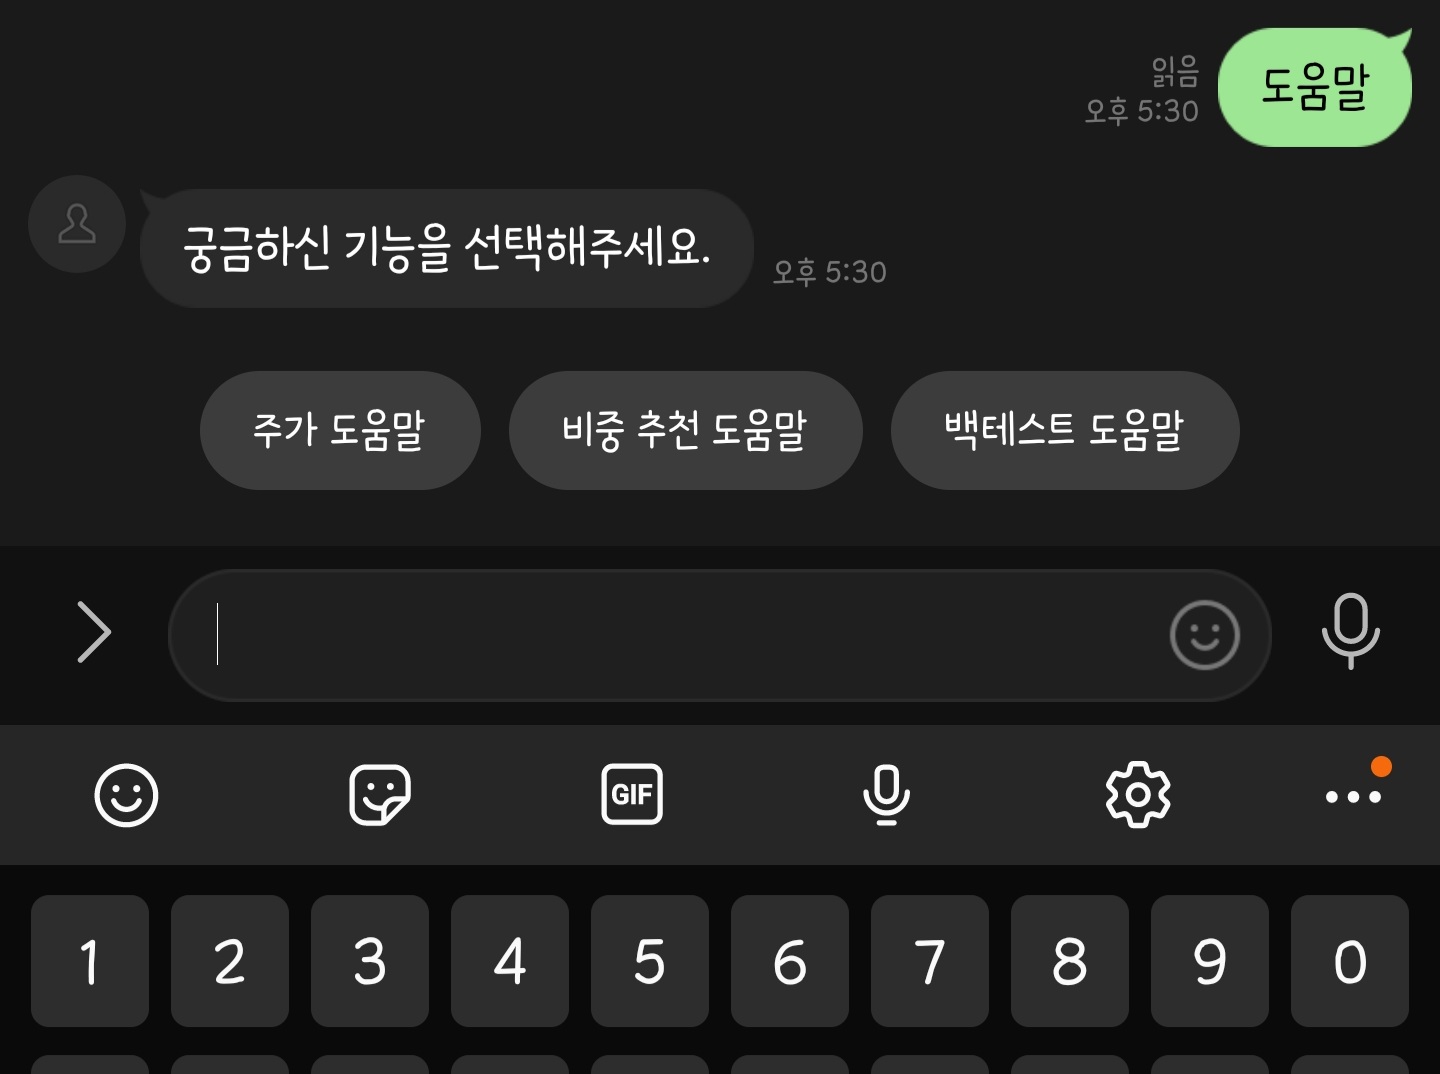 도움말
읽음
오후 5:30
궁금하신 기능을 선택해주세요.
오후 5:30
주가 도움말 비중 추천 도움말 백테스트 도움말
GIF
1 2 3 4 5 6 7 8 9 0